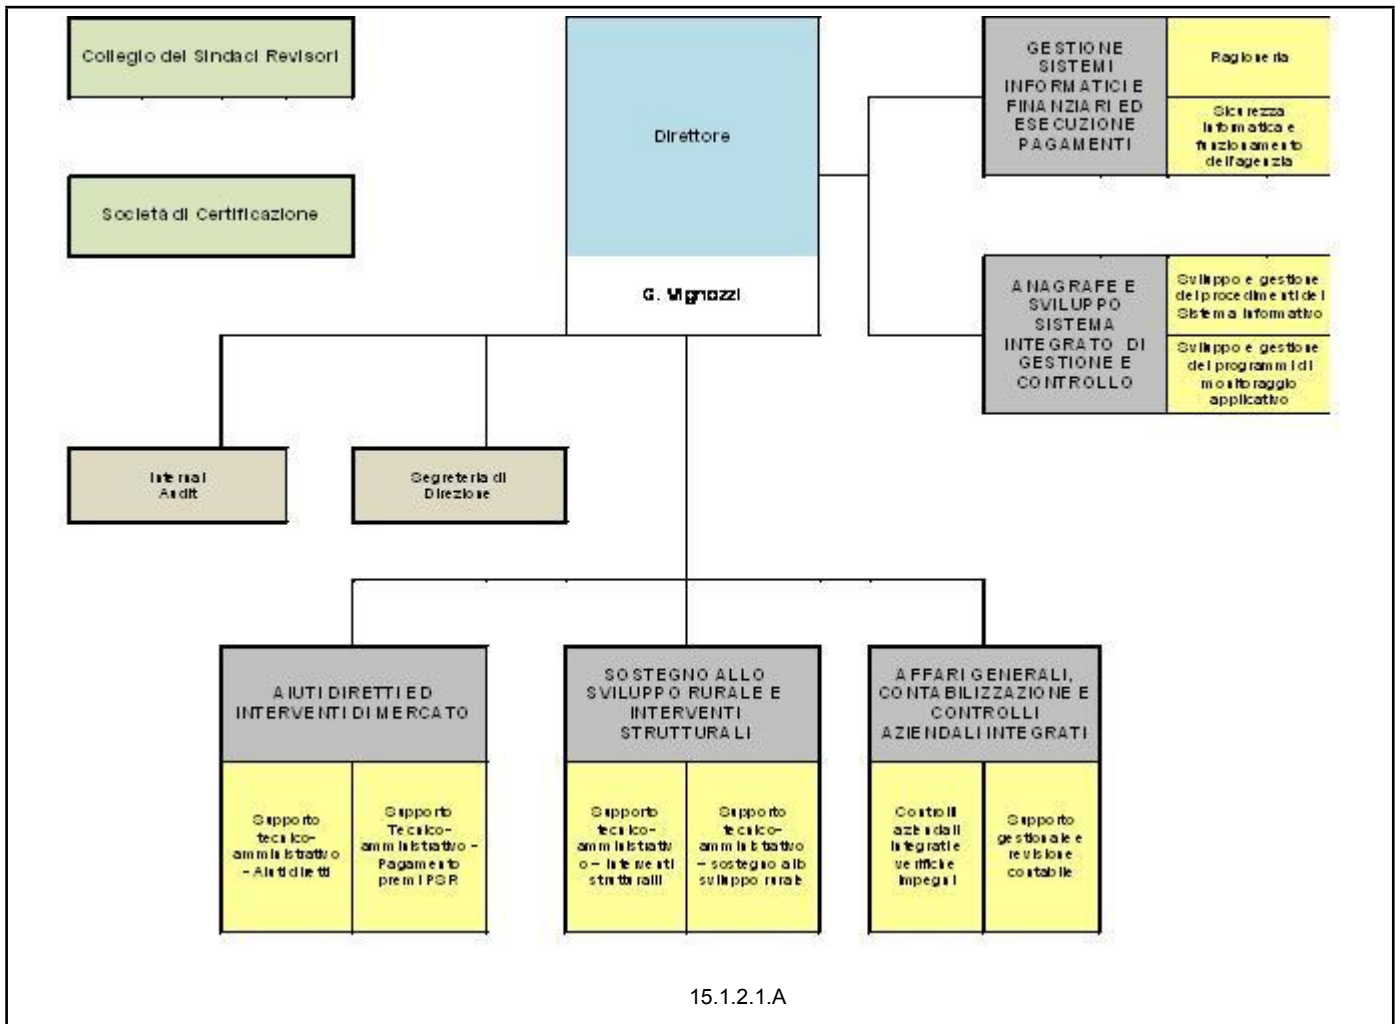 Collegio dei Sindaci Revisori
Società di Certificazione
Direttore
G. Vignozzi
GESTIONE
SISTEMI
INFORMATICI E
FINANZIARI ED
ESECUZIONE
PAGAMENTI
Ragioneria
Sicurezza
Informatica e
funzionamento
dell'agenzia
ANAGRAFE E
SVILUPPO
SISTEMA
INTEGRATO DI
GESTIONE E
CONTROLLO
Sviluppo e gestione
dei procedimenti del
Sistema Informativo
Sviluppo e gestione
dei programmi di
monitoraggio
applicativo
Internal
Audit
Segreteria di
Direzione
AIUTI DIRETTI ED
INTERVENTI DI MERCATO
Supporto
tecnico-
amministrativo
– Aiuti diretti
Supporto
Tecnico-
amministrativo –
Pagamento
premi PSR
SOSTEGNO ALLO
SVILUPPO RURALE E
INTERVENTI
STRUTTURALI
Supporto
tecnico-
amministrativ
o – Interventi
strutturali
Supporto
tecnico-
amministrativo
– sostegno allo
sviluppo rurale
AFFARI GENERALI,
CONTABILIZZAZIONE E
CONTROLLI
AZIENDALI INTEGRATI
Controlli
aziendali
integrati e
verifiche
impegni
Supporto
gestionale e
revisione
contabile
15.1.2.1.A